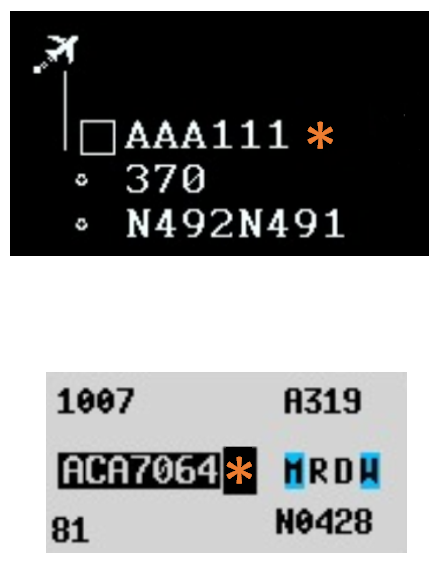 AAA111 *
370
N492N491
1007 A319
ACA7064* MRDW
81 N0428